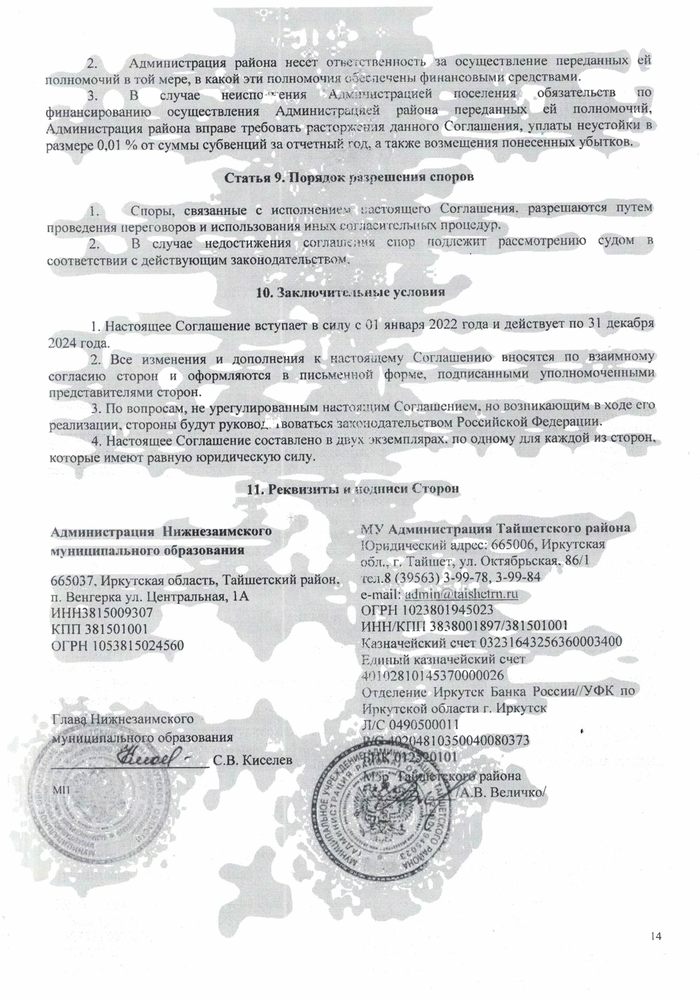 2. Администрация района несет ответственность за осуществление переданных ей
полномочий в той мере, в какой эти полномочия обеспечены финансовыми средствами.
3. В случае неисполнения Администрацией поселения обязательств по
финансированию осуществления Администрацией района переданных ей полномочий,
Администрация района вправе требовать расторжения данного Соглашения, уплаты неустойки в
размере 0,01 % от суммы субвенций за отчетный год, а также возмещения понесенных убытков.
Статья 9. Порядок разрешения споров
1. Споры, связанные с исполнением настоящего Соглашения, разрешаются путем
проведения переговоров и использования иных согласительных процедур.
2. В случае недостижения соглашения спор подлежит рассмотрению судом в
соответствии с действующим законодательством.
10. Заключительные условия
1. Настоящее Соглашение вступает в силу с 01 января 2022 года и действует по 31 декабря
2024 года.
2. Все изменения и дополнения к настоящему Соглашению вносятся по взаимному
согласию сторон и оформляются в письменной форме, подписанными уполномоченными
представителями сторон.
3. По вопросам, не урегулированным настоящим Соглашением, но возникающим в ходе его
реализации, стороны будут руководствоваться законодательством Российской Федерации.
4. Настоящее Соглашение составлено в двух экземплярах, по одному для каждой из сторон,
которые имеют равную юридическую силу.
11. Реквизиты и подписи Сторон
Администрация Нижнезаимского
муниципального образования
665037, Иркутская область, Тайшетский район,
п. Венгерка ул. Центральная, 1А
ИНН3815009307
КПП 381501001
ОГРН 1053815024560
Глава Нижнезаимского
муниципального образования
С.В. Киселев
МП
МУ Администрация Тайшетского района
Юридический адрес: 665006, Иркутская
обл., г. Тайшет, ул. Октябрьская, 86/1
тел.8 (39563) 3-99-78, 3-99-84
e-mail: admin@taishetrn.ru
ОГРН 1023801945023
ИНН/КПП 3838001897/381501001
Казначейский счет 03231643256360003400
Единый казначейский счет
40102810145370000026
Отделение Иркутск Банка России//УФК по
Иркутской области г. Иркутск
Л/С 0490500011
Р/С 40204810350040080373
БИК 012520101
Мэр Тайшетского района
/А.В. Величко/
МУНИЦИПАЛЬНОЕ УЧРЕЖДЕНИЕ АДМИНИСТРАЦИЯ ТАЙШЕТСКОГО РАЙОНА
(АДМИНИСТРАЦИЯ РАЙОНА) ОГРН 1023801945023
14